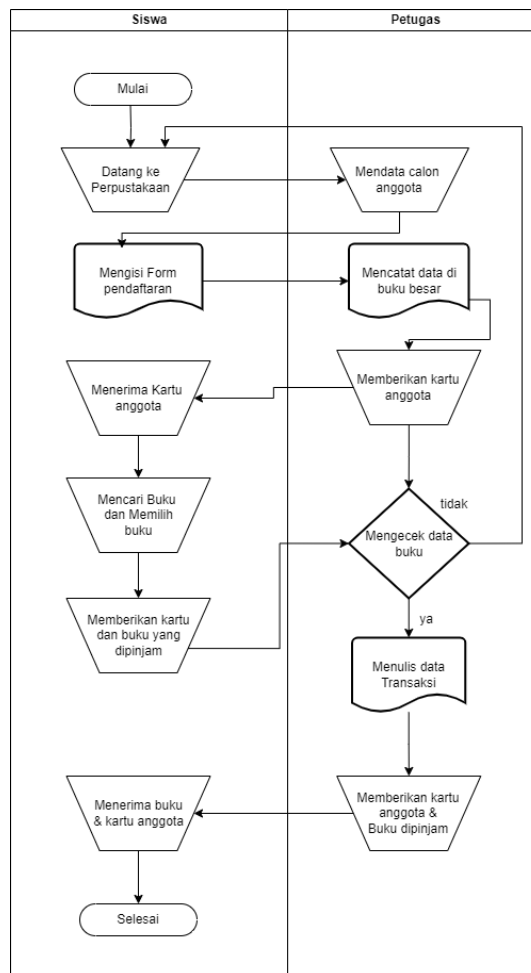 Siswa
Petugas
Mulai
Datang ke
Perpustakaan
Mendata calon
anggota
Mengisi Form
pendaftaran
Mencatat data di
buku besar
Menerima Kartu
anggota
Memberikan kartu
anggota
Mencari Buku
dan Memilih
buku
tidak
Mengecek data
buku
Memberikan kartu
dan buku yang
dipinjam
ya
Menulis data
Transaksi
Menerima buku
& kartu anggota
Memberikan kartu
anggota &
Buku dipinjam
Selesai